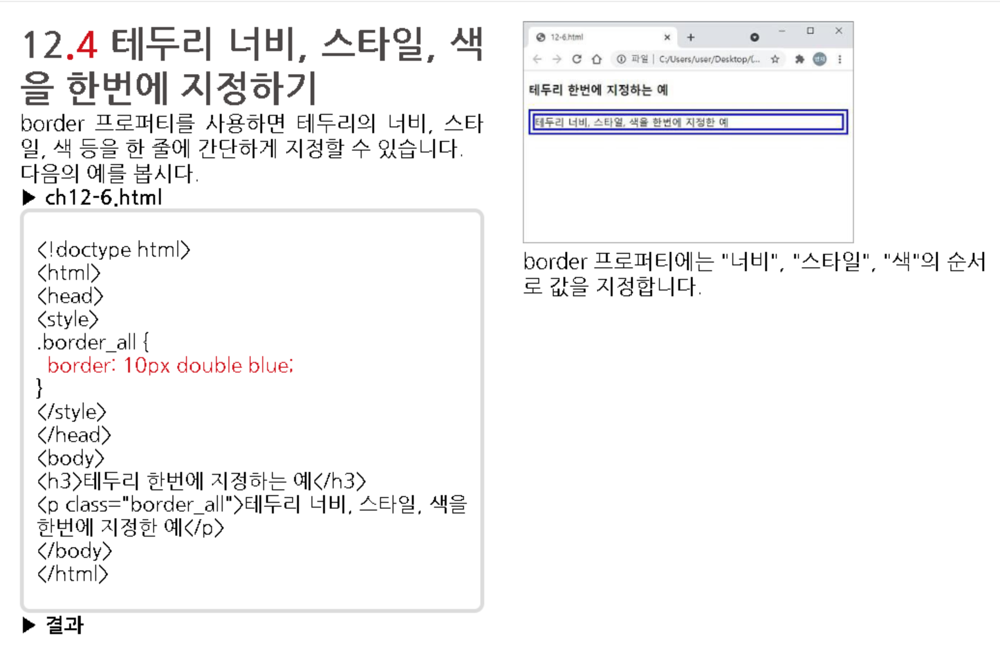 12.4 테두리 너비, 스타일, 색
을 한번에 지정하기
border 프로퍼티를 사용하면 테두리의 너비, 스타
일, 색 등을 한 줄에 간단하게 지정할 수 있습니다.
다음의 예를 봅시다.
▶ ch12-6.html
<!doctype html>
<html>
<head>
<style>
.border_all {
border: 10px double blue;
}
</style>
</head>
<body>
<h3>테두리 한번에 지정하는 예</h3>
<p class="border_all">테두리 너비, 스타일, 색을
한번에 지정한 예</p>
</body>
</html>
▶ 결과
12-6.html
파일 | C:/Users/user/Desktop/(...
테두리 한번에 지정하는 예
테두리 너비, 스타일, 색을 한번에 지정한 예
border 프로퍼티에는 "너비", "스타일", "색"의 순서
로 값을 지정합니다.